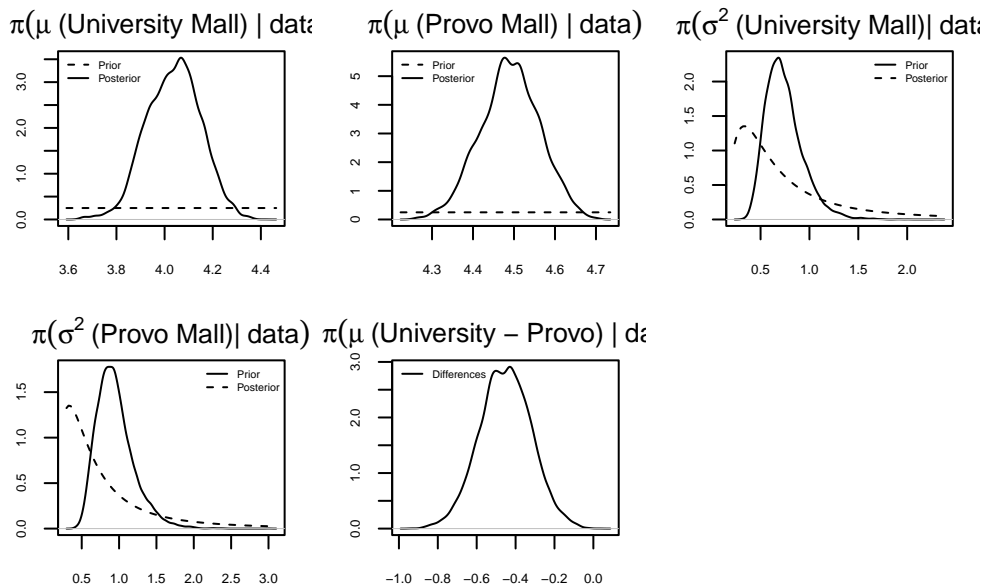 π(μ (University Mall) | data
Prior
Posterior
0.0 1.0 2.0 3.0
3.6 3.8 4.0 4.2 4.4
π(μ (Provo Mall) | data)
Prior
Posterior
0 1 2 3 4 5
4.3 4.4 4.5 4.6 4.7
π(σ² (University Mall)| data
Prior
Posterior
0.0 0.5 1.0 1.5 2.0
0.5 1.0 1.5 2.0
π(σ² (Provo Mall)| data)
Prior
Posterior
0.0 0.5 1.0 1.5
0.5 1.0 1.5 2.0 2.5 3.0
π(μ (University − Provo) | da
Differences
0.0 1.0 2.0 3.0
−1.0 −0.8 −0.6 −0.4 −0.2 0.0